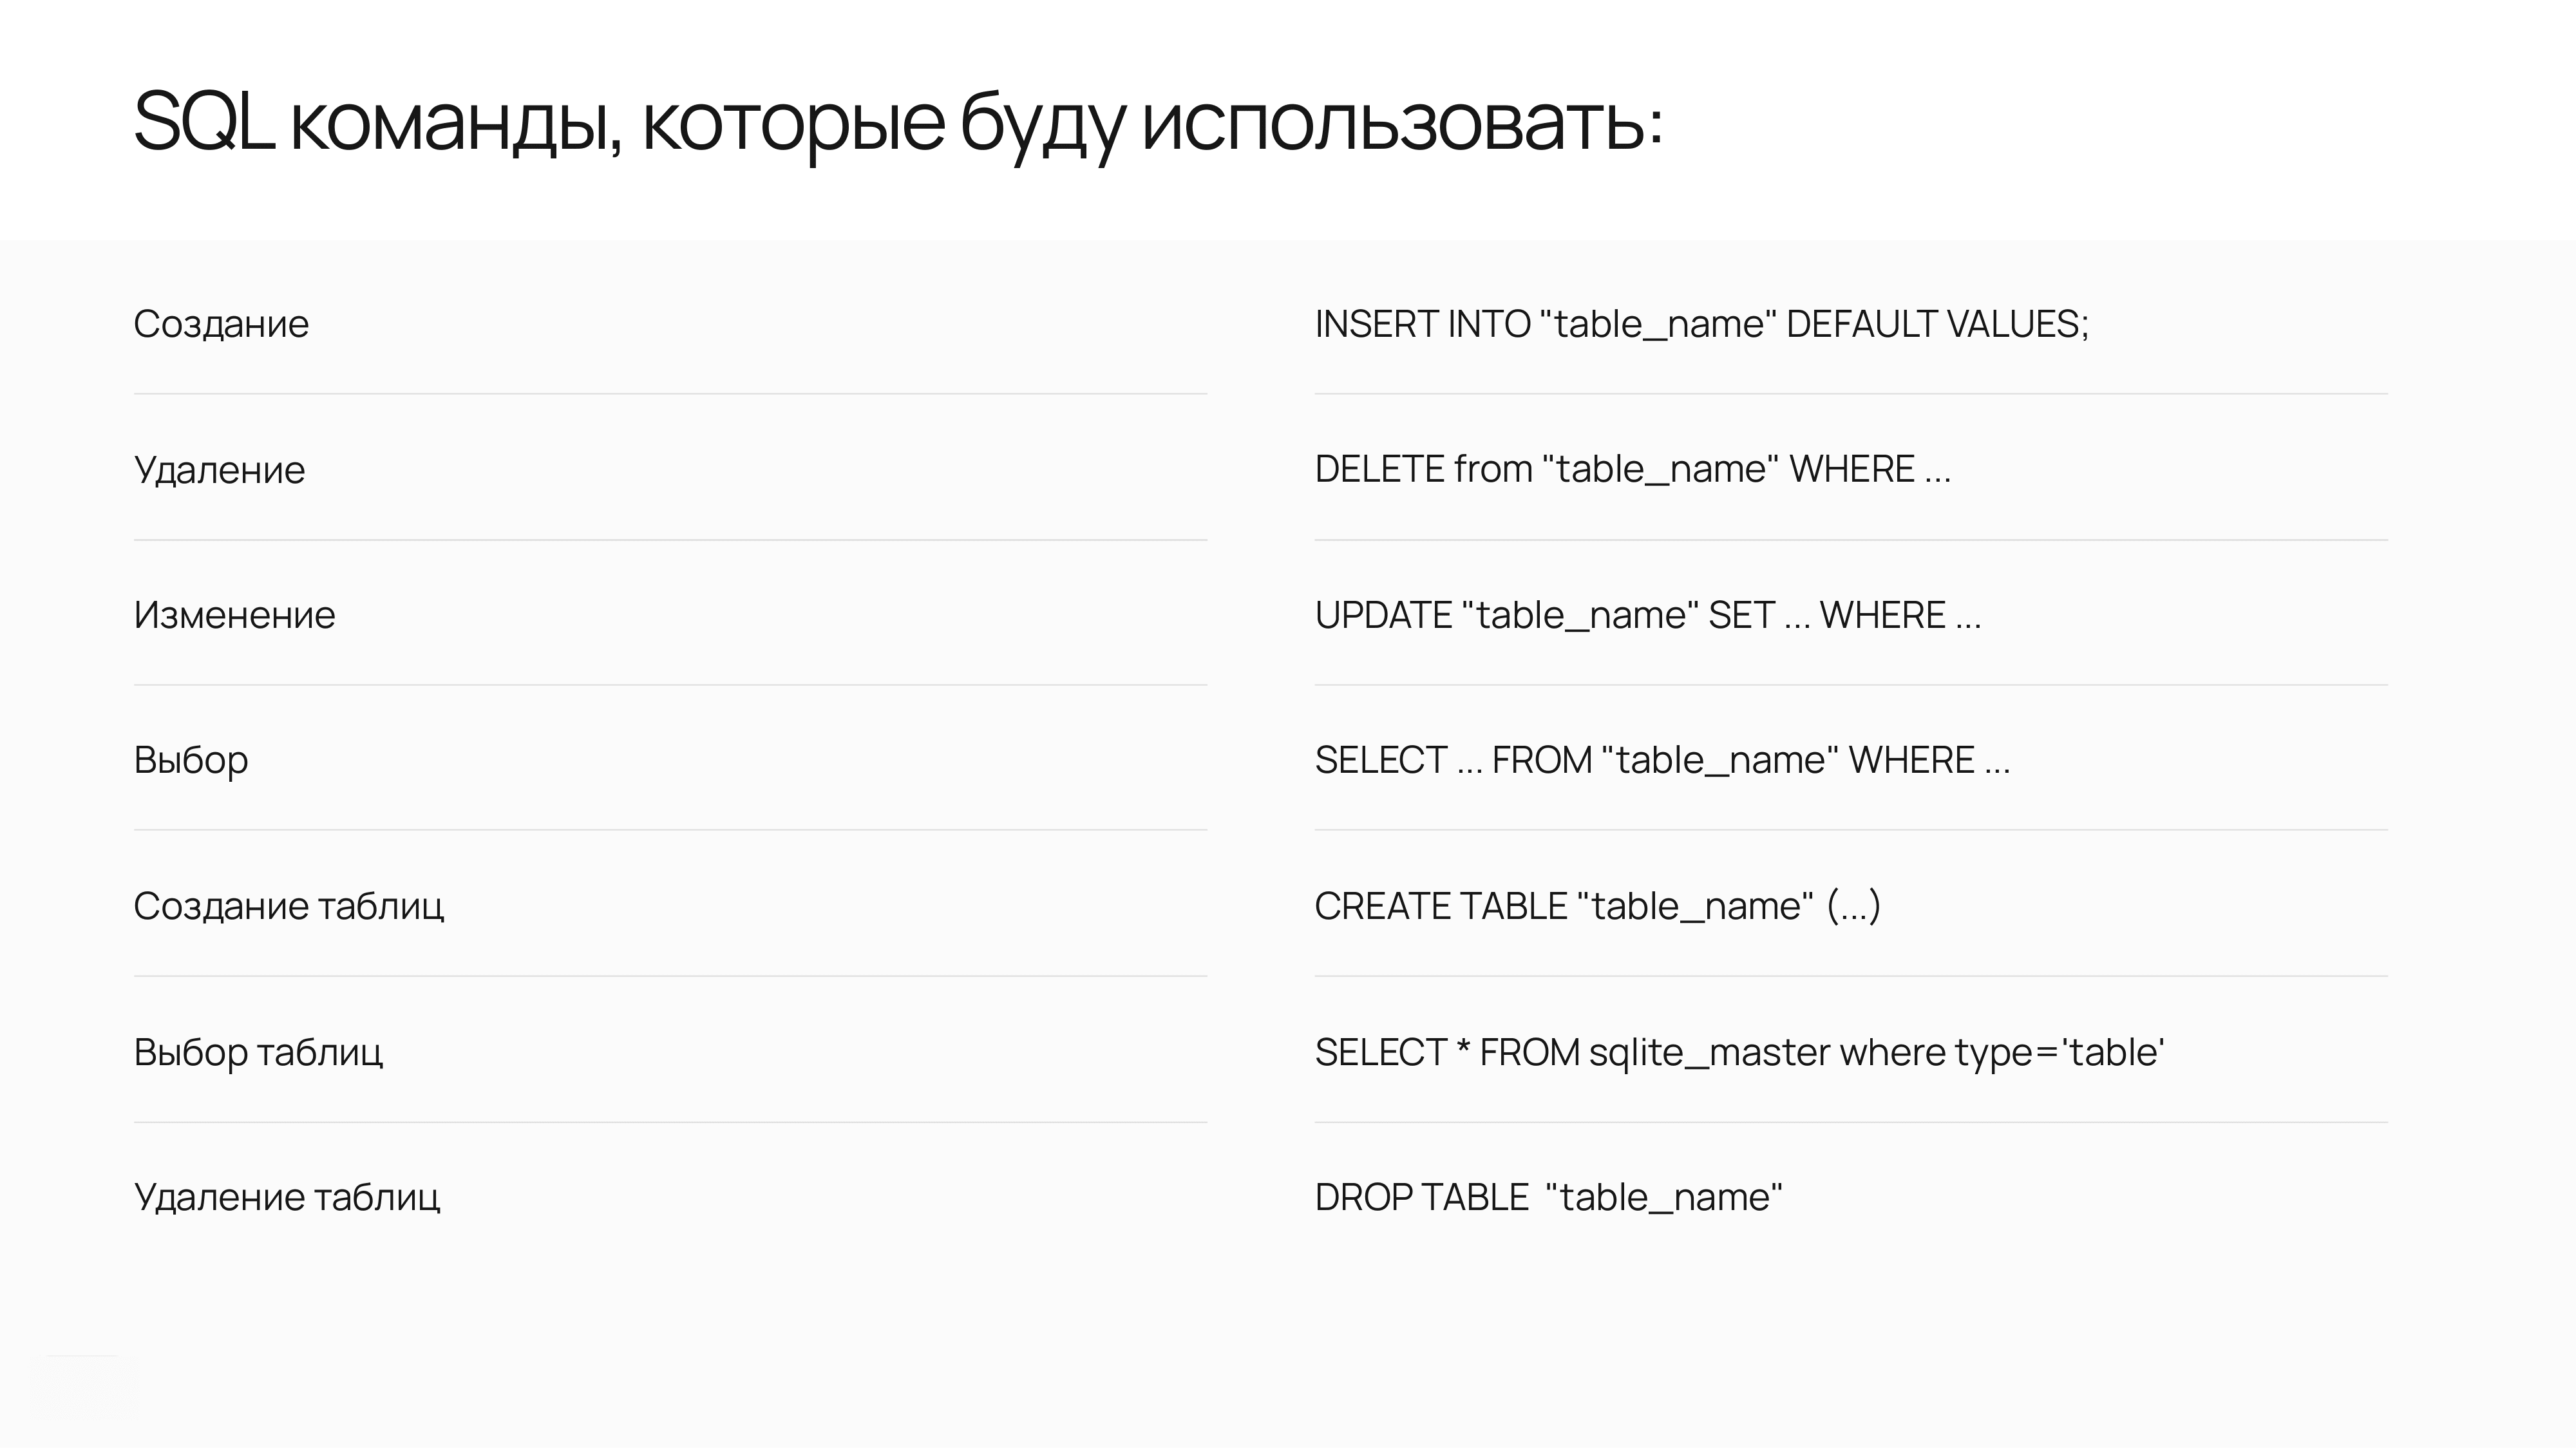 SQL команды, которые буду использовать:
Создание
INSERT INTO "table_name" DEFAULT VALUES;
Удаление
DELETE from "table_name" WHERE ...
Изменение
UPDATE "table_name" SET ... WHERE ...
Выбор
SELECT ... FROM "table_name" WHERE ...
Создание таблиц
CREATE TABLE "table_name" (...)
Выбор таблиц
SELECT * FROM sqlite_master where type='table'
Удаление таблиц
DROP TABLE  "table_name"